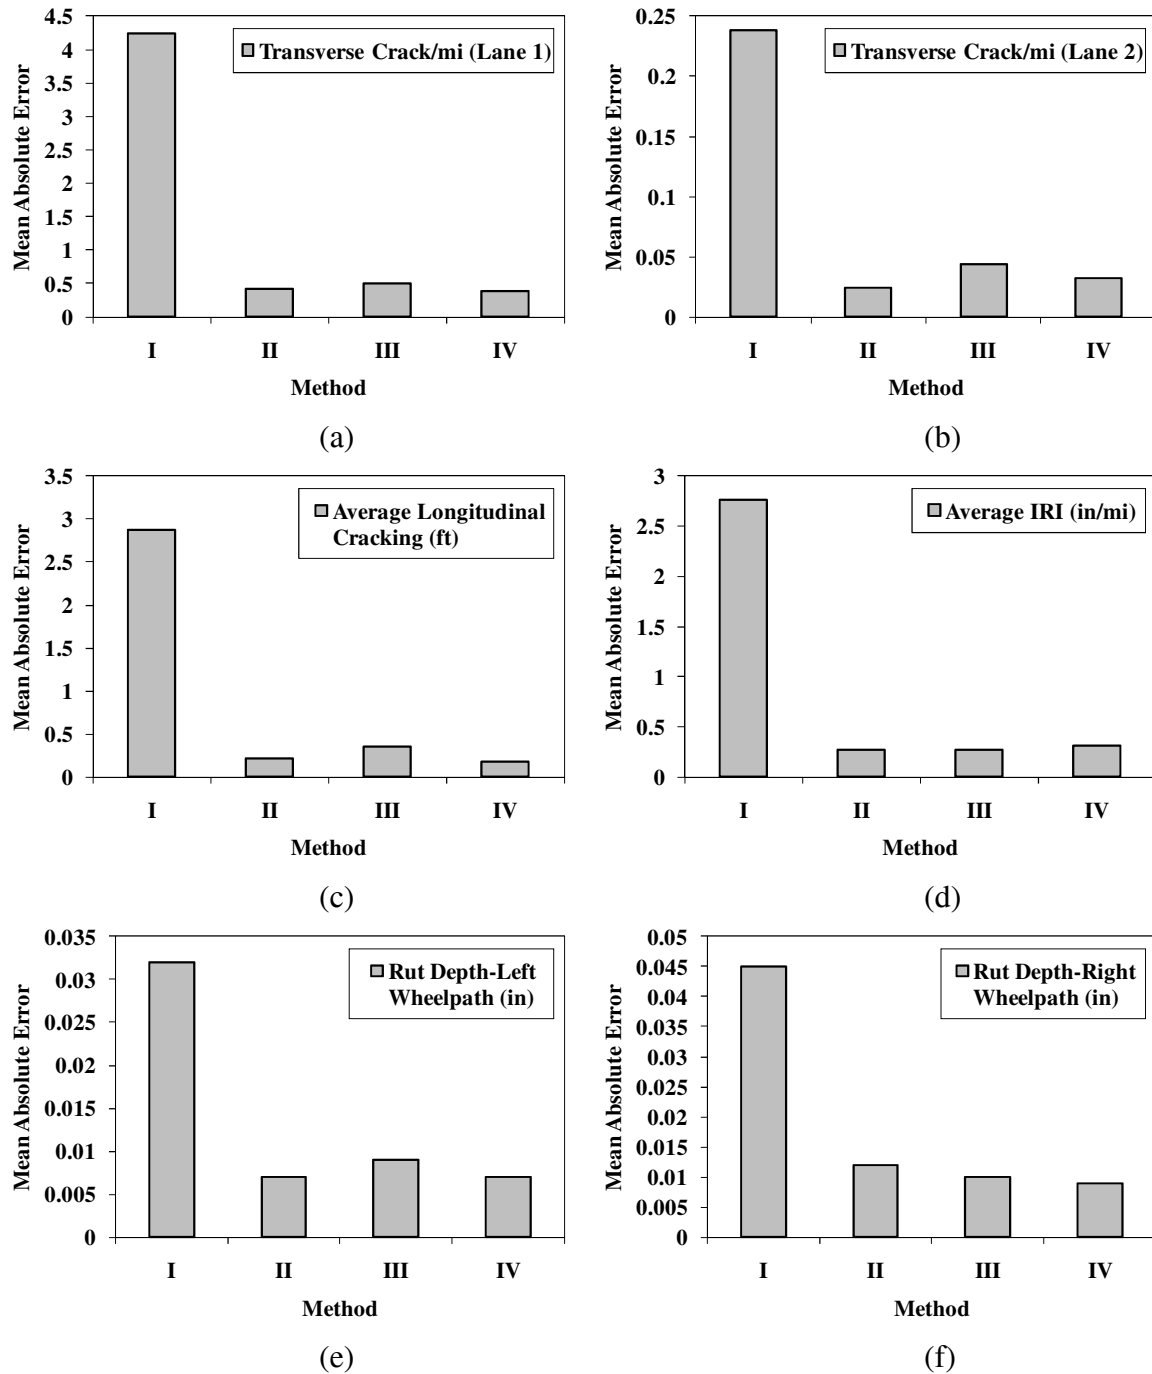 Mean Absolute Error
4.5
4
3.5
3
2.5
2
1.5
1
0.5
0
Transverse Crack/mi (Lane 1)
I II III IV
Method
(a)
Mean Absolute Error
0.25
0.2
0.15
0.1
0.05
0
Transverse Crack/mi (Lane 2)
I II III IV
Method
(b)
Mean Absolute Error
3.5
3
2.5
2
1.5
1
0.5
0
Average Longitudinal
Cracking (ft)
I II III IV
Method
(c)
Mean Absolute Error
3
2.5
2
1.5
1
0.5
0
Average IRI (in/mi)
I II III IV
Method
(d)
Mean Absolute Error
0.035
0.03
0.025
0.02
0.015
0.01
0.005
0
Rut Depth-Left
Wheelpath (in)
I II III IV
Method
(e)
Mean Absolute Error
0.05
0.045
0.04
0.035
0.03
0.025
0.02
0.015
0.01
0.005
0
Rut Depth-Right
Wheelpath (in)
I II III IV
Method
(f)